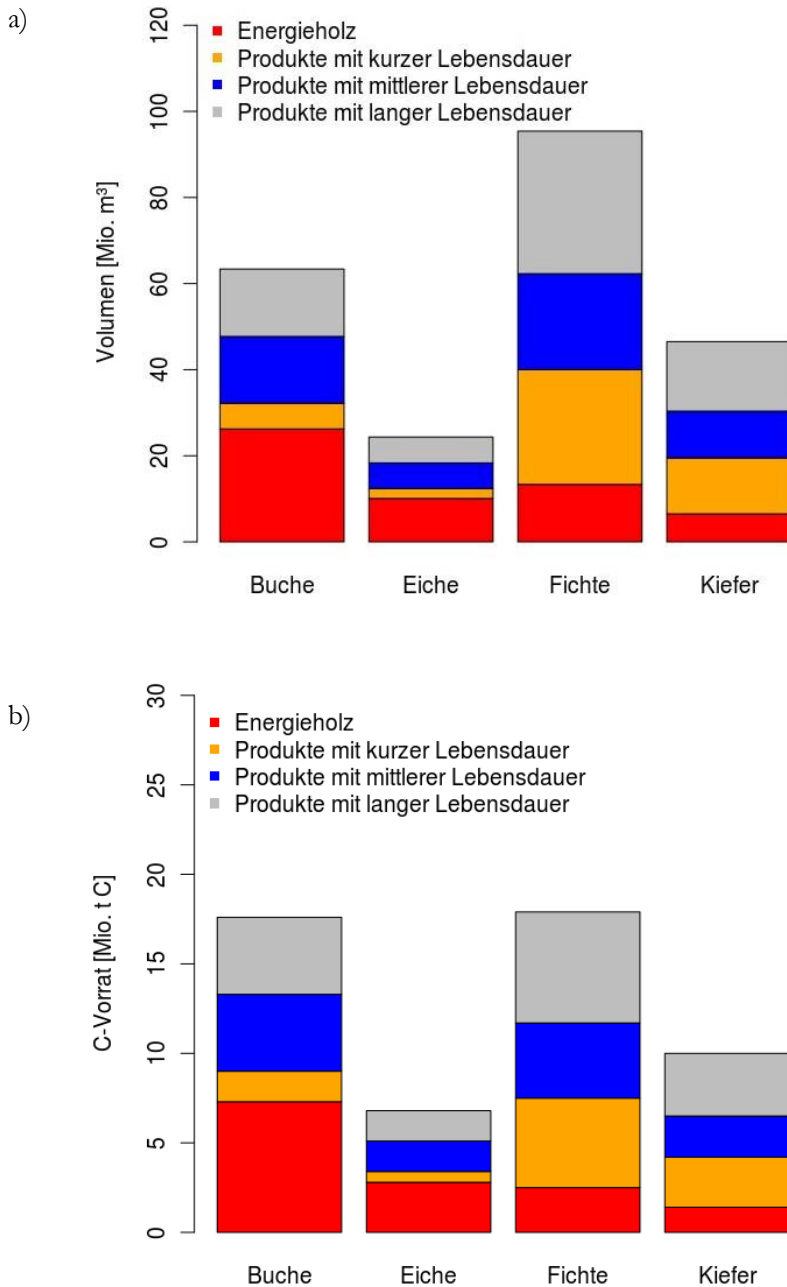 a)
120
100
80
60
40
20
0
Volumen [Mio. m³]
Energieholz
Produkte mit kurzer Lebensdauer
Produkte mit mittlerer Lebensdauer
Produkte mit langer Lebensdauer
Buche Eiche Fichte Kiefer
b)
30
25
20
15
10
5
0
C-Vorrat [Mio. t C]
Energieholz
Produkte mit kurzer Lebensdauer
Produkte mit mittlerer Lebensdauer
Produkte mit langer Lebensdauer
Buche Eiche Fichte Kiefer